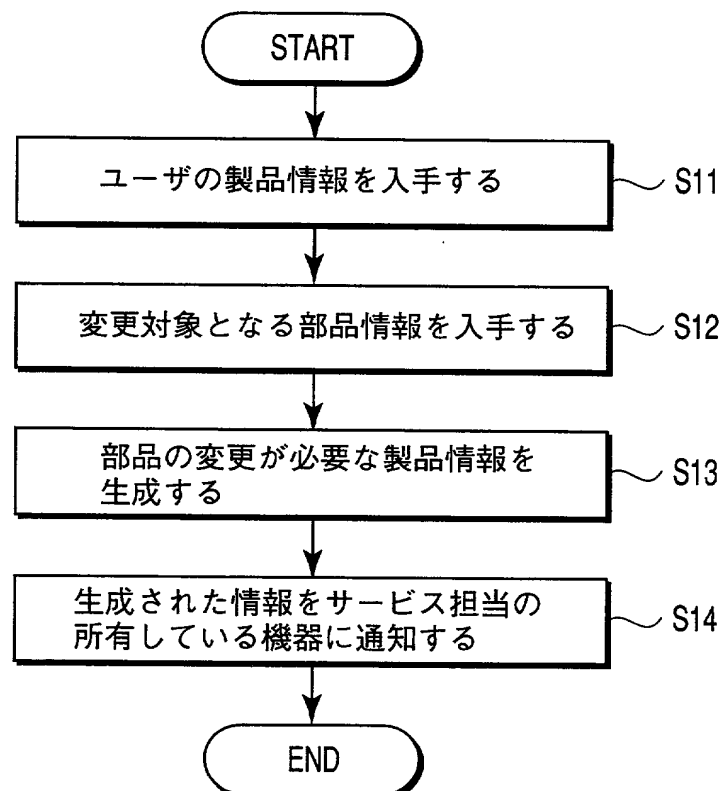 START
ユーザの製品情報を入手する
S11
変更対象となる部品情報を入手する
S12
部品の変更が必要な製品情報を
生成する
S13
生成された情報をサービス担当の
所有している機器に通知する
S14
END